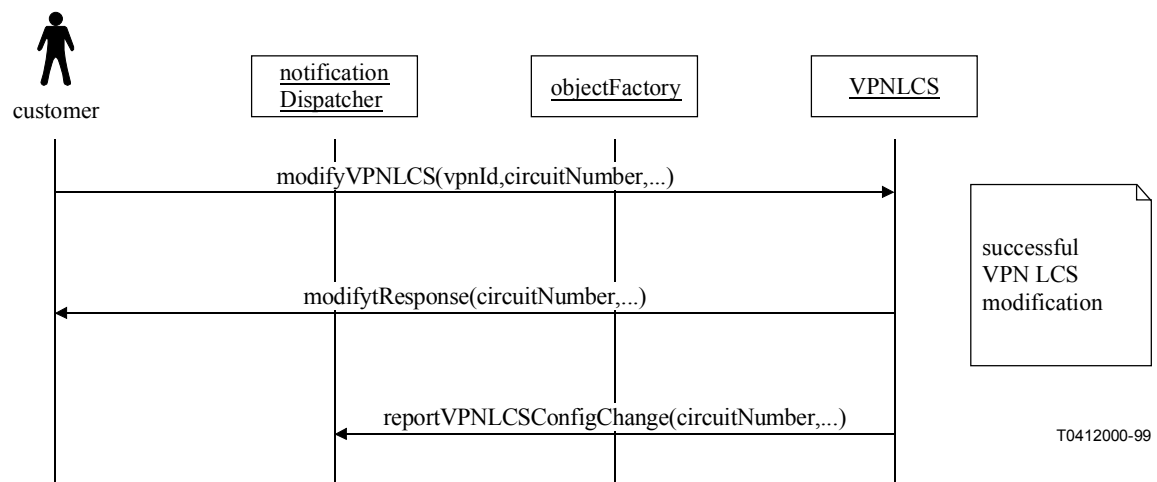 customer
notification
Dispatcher
objectFactory
VPNLCS
modifyVPNLCS(vpnId,circuitNumber,...)
modifytResponse(circuitNumber,...)
reportVPNLCSConfigChange(circuitNumber,...)
successful
VPN LCS
modification
T0412000-99